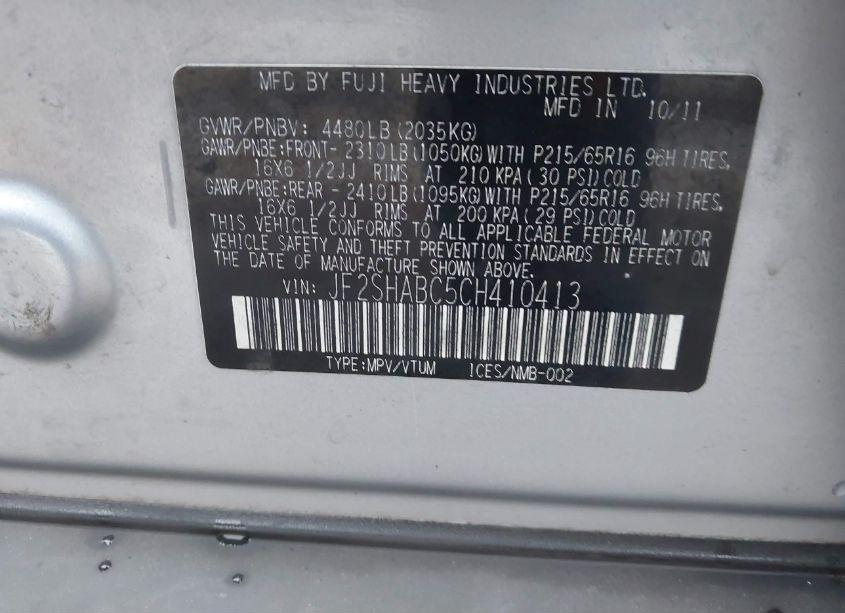 MFD BY FUJI HEAVY INDUSTRIES LTD.
MFD IN 10/11
GVWR/PNBV: 4480LB(2035KG)
GAWR/PNBE:FRONT- 2310LB(1050KG)WITH P215/65R16 96H TIRES,
16X6 1/2JJ RIMS AT 210 KPA(30 PSI)COLD
GAWR/PNBE:REAR - 2410LB(1095KG)WITH P215/65R16 96H TIRES,
16X6 1/2JJ RIMS AT 200 KPA(29 PSI)COLD
THIS VEHICLE CONFORMS TO ALL APPLICABLE FEDERAL MOTOR
VEHICLE SAFETY AND THEFT PREVENTION STANDARDS IN EFFECT ON
THE DATE OF MANUFACTURE SHOWN ABOVE.
VIN: JF2SHABC5CH410413
TYPE:MPV/VTUM ICES/NMB-002